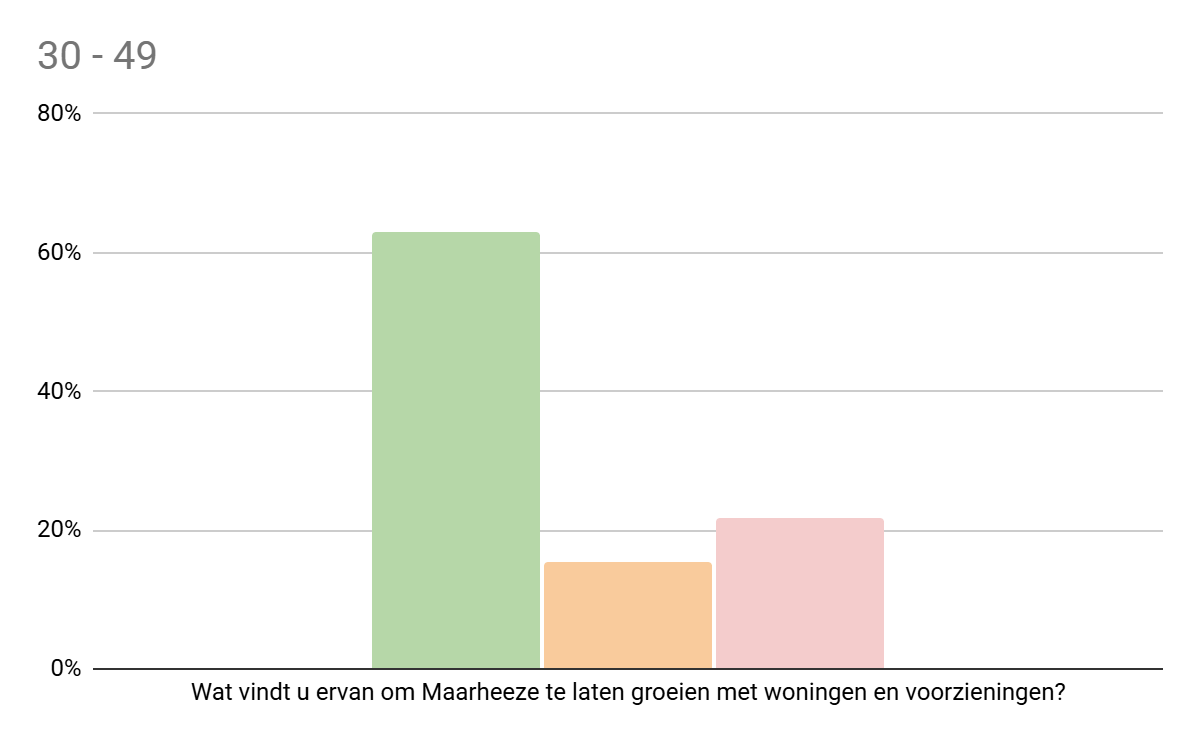 30 - 49
80%
60%
40%
20%
0%
Wat vindt u ervan om Maarheeze te laten groeien met woningen en voorzieningen?